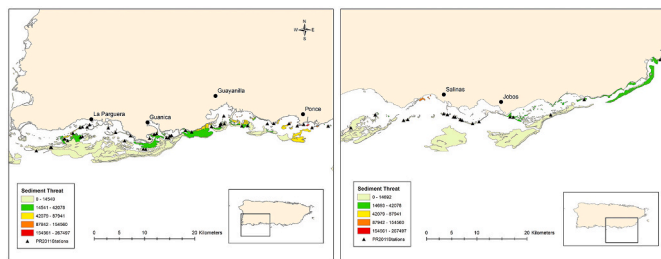 N
W E
S
Guayanilla
La Parguera
Guanica
Ponce
Sediment Threat
0 - 14540
14541 - 42078
42079 - 87941
87942 - 154560
154561 - 267497
PR2011Stations
0 5 10 20
Kilometers
Salinas
Jobos
Sediment Threat
0 - 14692
14693 - 42078
42079 - 87941
87942 - 154560
154561 - 267497
PR2011Stations
0 5 10 20
Kilometers